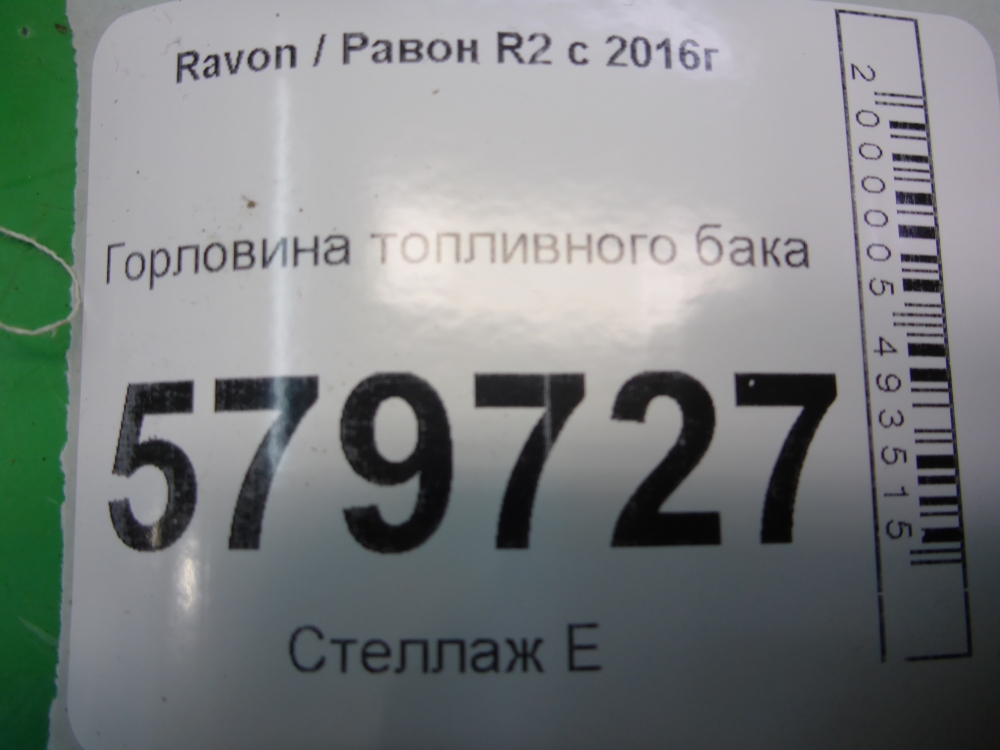 Ravon / Равон R2 с 2016г
Горловина топливного бака
579727
Стеллаж Е
2000005493515